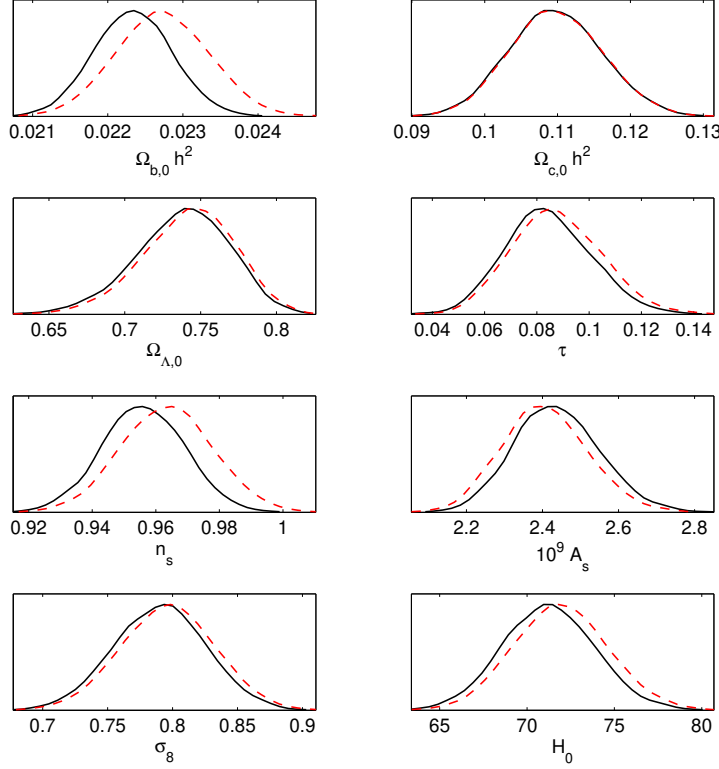 0.021 0.022 0.023 0.024
Ω_{b,0} h²
0.09 0.1 0.11 0.12 0.13
Ω_{c,0} h²
0.65 0.7 0.75 0.8
Ω_{Λ,0}
0.04 0.06 0.08 0.1 0.12 0.14
τ
0.92 0.94 0.96 0.98 1
n_s
2.2 2.4 2.6 2.8
10⁹ A_s
0.7 0.75 0.8 0.85 0.9
σ_8
65 70 75 80
H_0